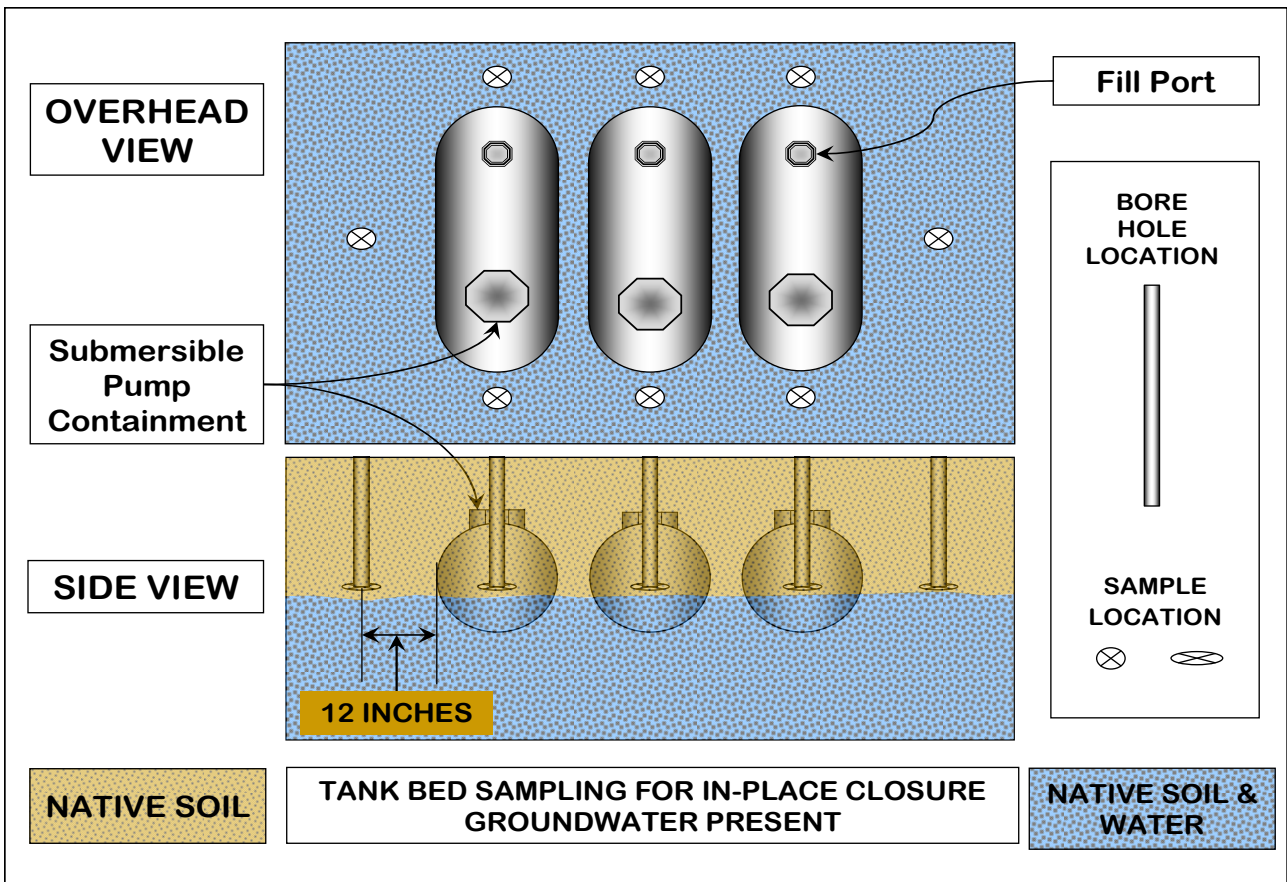 OVERHEAD
VIEW
Fill Port
BORE
HOLE
LOCATION
Submersible
Pump
Containment
SIDE VIEW
SAMPLE
LOCATION
12 INCHES
NATIVE SOIL
TANK BED SAMPLING FOR IN-PLACE CLOSURE
GROUNDWATER PRESENT
NATIVE SOIL &
WATER